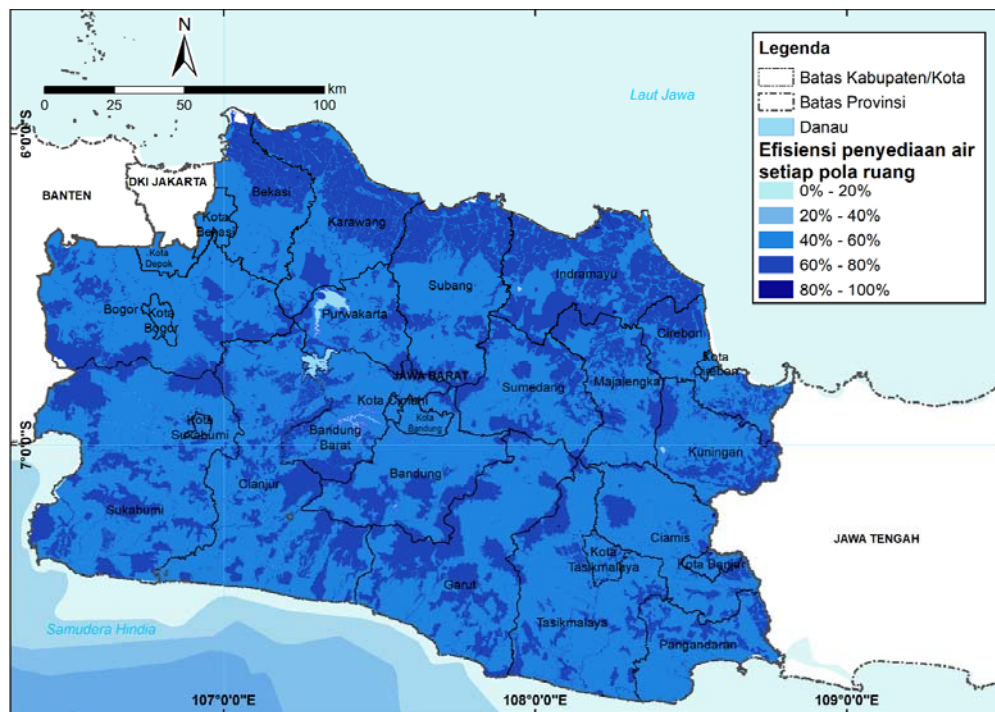 N
km
0 25 50 100
Laut Jawa
Legenda
Batas Kabupaten/Kota
Batas Provinsi
Danau
Efisiensi penyediaan air
setiap pola ruang
0% - 20%
20% - 40%
40% - 60%
60% - 80%
80% - 100%
6°0'0"S
BANTEN
DKI JAKARTA
Bekasi
Kota
Bekasi
Karawang
Kota
Depok
Indramayu
Subang
Bogor
Kota
Bogor
Purwakarta
Cirebon
Kota
Cirebon
JAWA BARAT
Sumedang
Majalengka
Kota Cimahi
Kota
Bandung
Kota
Sukabumi
Bandung
Barat
7°0'0"S
Kuningan
Bandung
Cianjur
Sukabumi
Ciamis
JAWA TENGAH
Kota
Tasikmalaya
Kota Banjar
Garut
Tasikmalaya
Samudera Hindia
Pangandaran
107°0'0"E
108°0'0"E
109°0'0"E